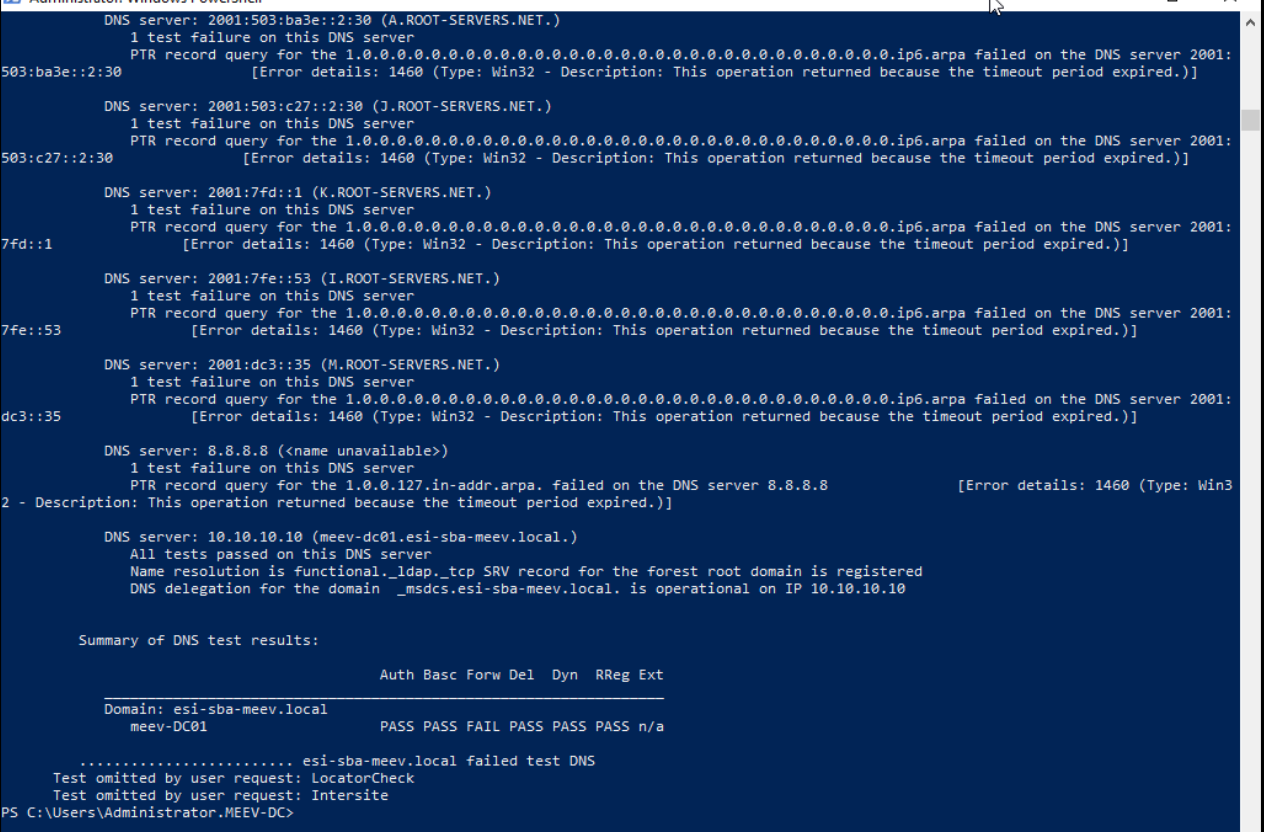 Administrator: Windows PowerShell
DNS server: 2001:503:ba3e::2:30 (A.ROOT-SERVERS.NET.)
1 test failure on this DNS server
PTR record query for the 1.0.0.0.0.0.0.0.0.0.0.0.0.0.0.0.0.0.0.0.0.0.0.0.0.0.0.0.0.0.0.0.ip6.arpa failed on the DNS server 2001:
503:ba3e::2:30 [Error details: 1460 (Type: Win32 - Description: This operation returned because the timeout period expired.)]
DNS server: 2001:503:c27::2:30 (J.ROOT-SERVERS.NET.)
1 test failure on this DNS server
PTR record query for the 1.0.0.0.0.0.0.0.0.0.0.0.0.0.0.0.0.0.0.0.0.0.0.0.0.0.0.0.0.0.0.0.ip6.arpa failed on the DNS server 2001:
503:c27::2:30 [Error details: 1460 (Type: Win32 - Description: This operation returned because the timeout period expired.)]
DNS server: 2001:7fd::1 (K.ROOT-SERVERS.NET.)
1 test failure on this DNS server
PTR record query for the 1.0.0.0.0.0.0.0.0.0.0.0.0.0.0.0.0.0.0.0.0.0.0.0.0.0.0.0.0.0.0.0.ip6.arpa failed on the DNS server 2001:
7fd::1 [Error details: 1460 (Type: Win32 - Description: This operation returned because the timeout period expired.)]
DNS server: 2001:7fe::53 (I.ROOT-SERVERS.NET.)
1 test failure on this DNS server
PTR record query for the 1.0.0.0.0.0.0.0.0.0.0.0.0.0.0.0.0.0.0.0.0.0.0.0.0.0.0.0.0.0.0.0.ip6.arpa failed on the DNS server 2001:
7fe::53 [Error details: 1460 (Type: Win32 - Description: This operation returned because the timeout period expired.)]
DNS server: 2001:dc3::35 (M.ROOT-SERVERS.NET.)
1 test failure on this DNS server
PTR record query for the 1.0.0.0.0.0.0.0.0.0.0.0.0.0.0.0.0.0.0.0.0.0.0.0.0.0.0.0.0.0.0.0.ip6.arpa failed on the DNS server 2001:
dc3::35 [Error details: 1460 (Type: Win32 - Description: This operation returned because the timeout period expired.)]
DNS server: 8.8.8.8 (<name unavailable>)
1 test failure on this DNS server
PTR record query for the 1.0.0.127.in-addr.arpa. failed on the DNS server 8.8.8.8 [Error details: 1460 (Type: Win3
2 - Description: This operation returned because the timeout period expired.)]
DNS server: 10.10.10.10 (meev-dc01.esi-sba-meev.local.)
All tests passed on this DNS server
Name resolution is functional._ldap._tcp SRV record for the forest root domain is registered
DNS delegation for the domain _msdcs.esi-sba-meev.local. is operational on IP 10.10.10.10
Summary of DNS test results:
Auth Basc Forw Del Dyn RReg Ext
Domain: esi-sba-meev.local
meev-DC01 PASS PASS FAIL PASS PASS PASS n/a
......................... esi-sba-meev.local failed test DNS
Test omitted by user request: LocatorCheck
Test omitted by user request: Intersite
PS C:\Users\Administrator.MEEV-DC>